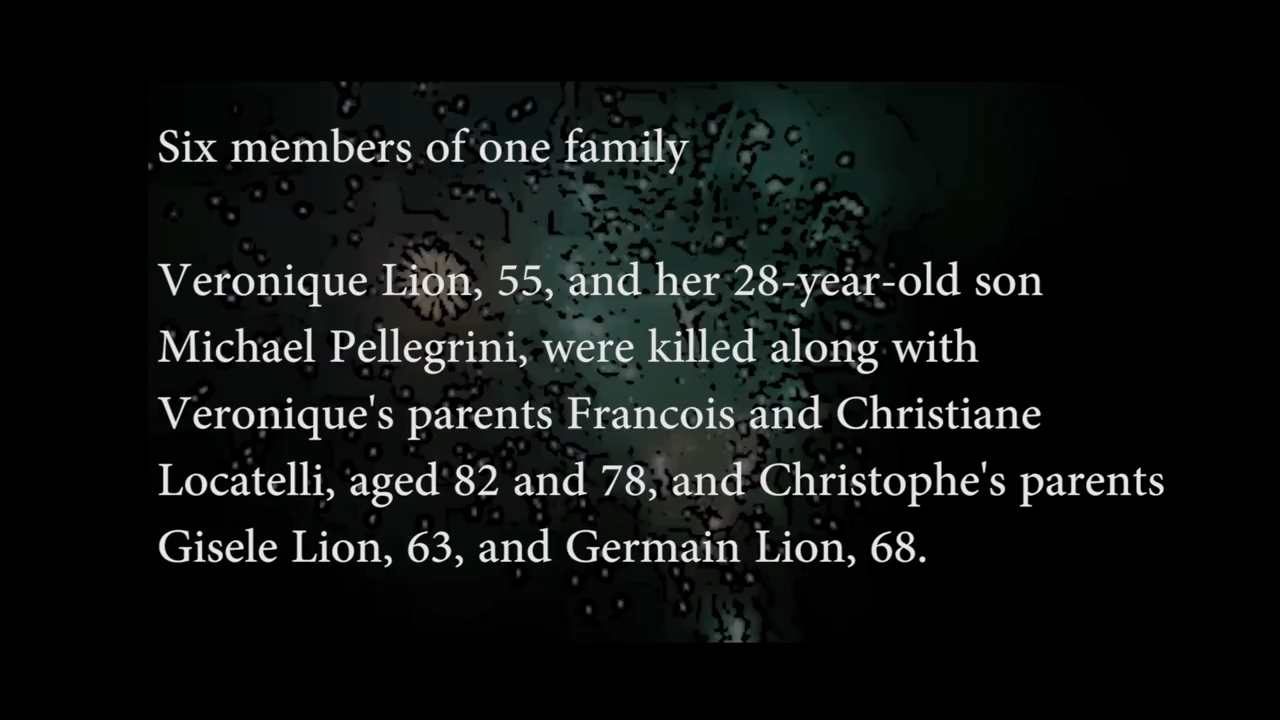 Six members of one family
Veronique Lion, 55, and her 28-year-old son
Michael Pellegrini, were killed along with
Veronique's parents Francois and Christiane
Locatelli, aged 82 and 78, and Christophe's parents
Gisele Lion, 63, and Germain Lion, 68.